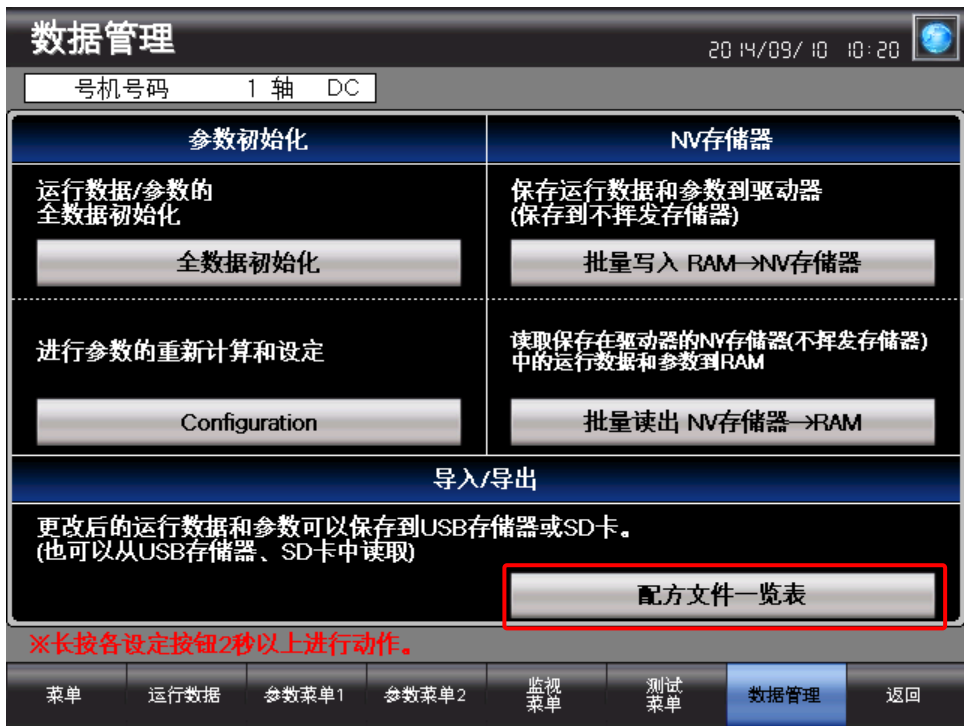 数据管理
2014/09/10 10:20
号机号码 1 轴 DC
参数初始化
运行数据/参数的
全数据初始化
全数据初始化
进行参数的重新计算和设定
Configuration
NV存储器
保存运行数据和参数到驱动器
(保存到不挥发存储器)
批量写入 RAM→NV存储器
读取保存在驱动器的NV存储器(不挥发存储器)
中的运行数据和参数到RAM
批量读出 NV存储器→RAM
导入/导出
更改后的运行数据和参数可以保存到USB存储器或SD卡。
(也可以从USB存储器、SD卡中读取)
配方文件一览表
※长按各设定按钮2秒以上进行动作。
菜单
运行数据
参数菜单1
参数菜单2
监视
菜单
测试
菜单
数据管理
返回